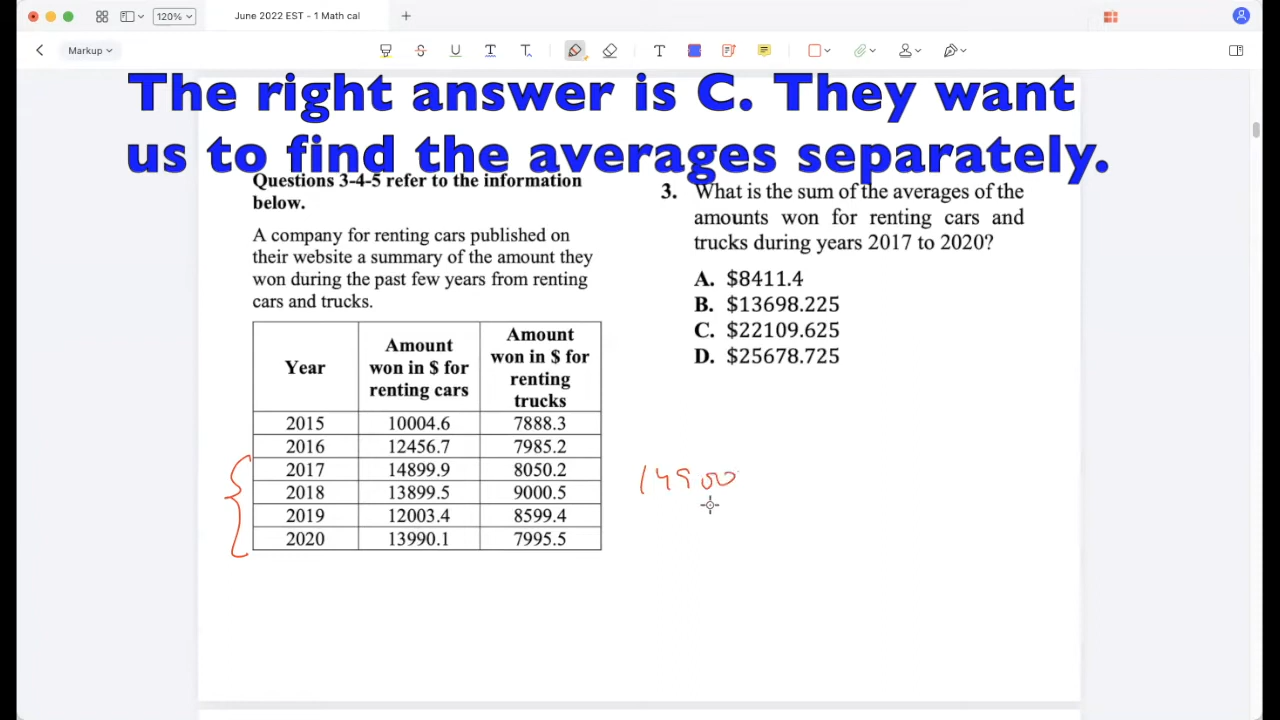 120%
June 2022 EST - 1 Math cal
Markup
The right answer is C. They want
us to find the averages separately.
Questions 3-4-5 refer to the information
below.
A company for renting cars published on
their website a summary of the amount they
won during the past few years from renting
cars and trucks.
Year
Amount
won in $ for
renting cars
Amount
won in $ for
renting
trucks
2015 10004.6 7888.3
2016 12456.7 7985.2
2017 14899.9 8050.2
2018 13899.5 9000.5
2019 12003.4 8599.4
2020 13990.1 7995.5
3. What is the sum of the averages of the
amounts won for renting cars and
trucks during years 2017 to 2020?
A. $8411.4
B. $13698.225
C. $22109.625
D. $25678.725
14900